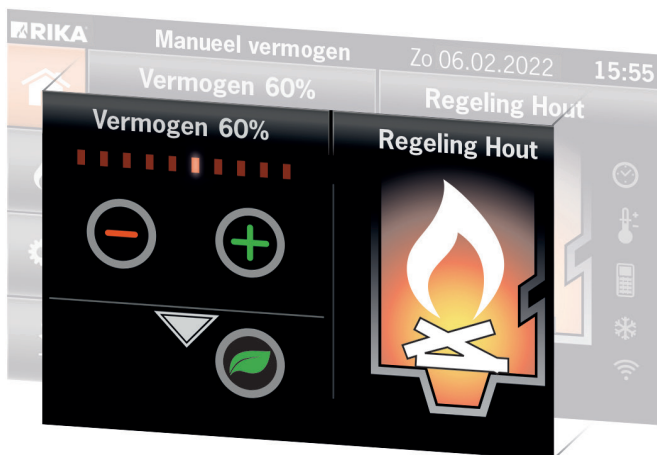 RIKA
Manueel vermogen
Zo 06.02.2022
15:55
Vermogen 60%
Regeling Hout
Vermogen 60%
Regeling Hout